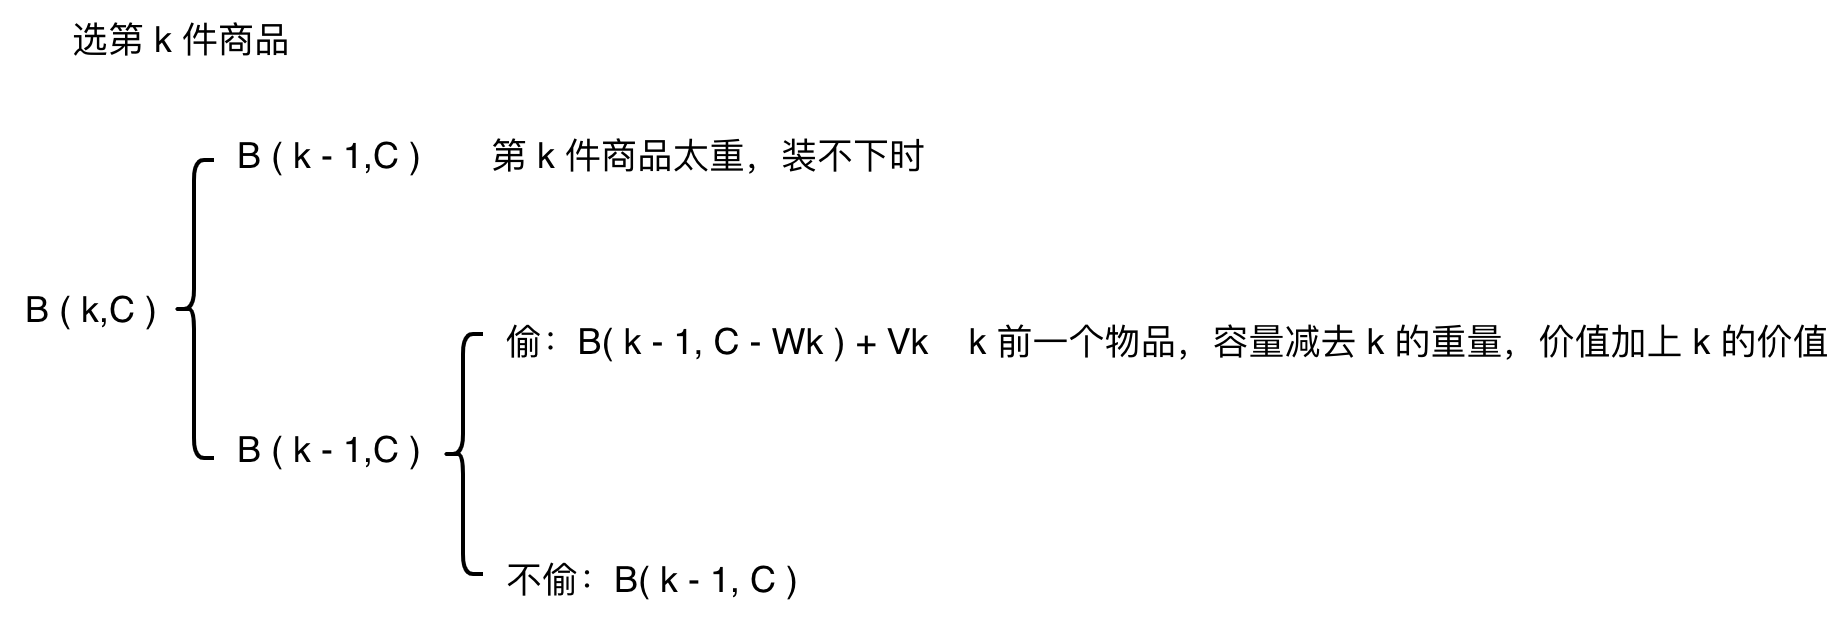 选第 k 件商品
B ( k - 1,C ) 第 k 件商品太重，装不下时
B ( k,C )
偷：B( k - 1, C - Wk ) + Vk k 前一个物品，容量减去 k 的重量，价值加上 k 的价值
B ( k - 1,C )
不偷：B( k - 1, C )